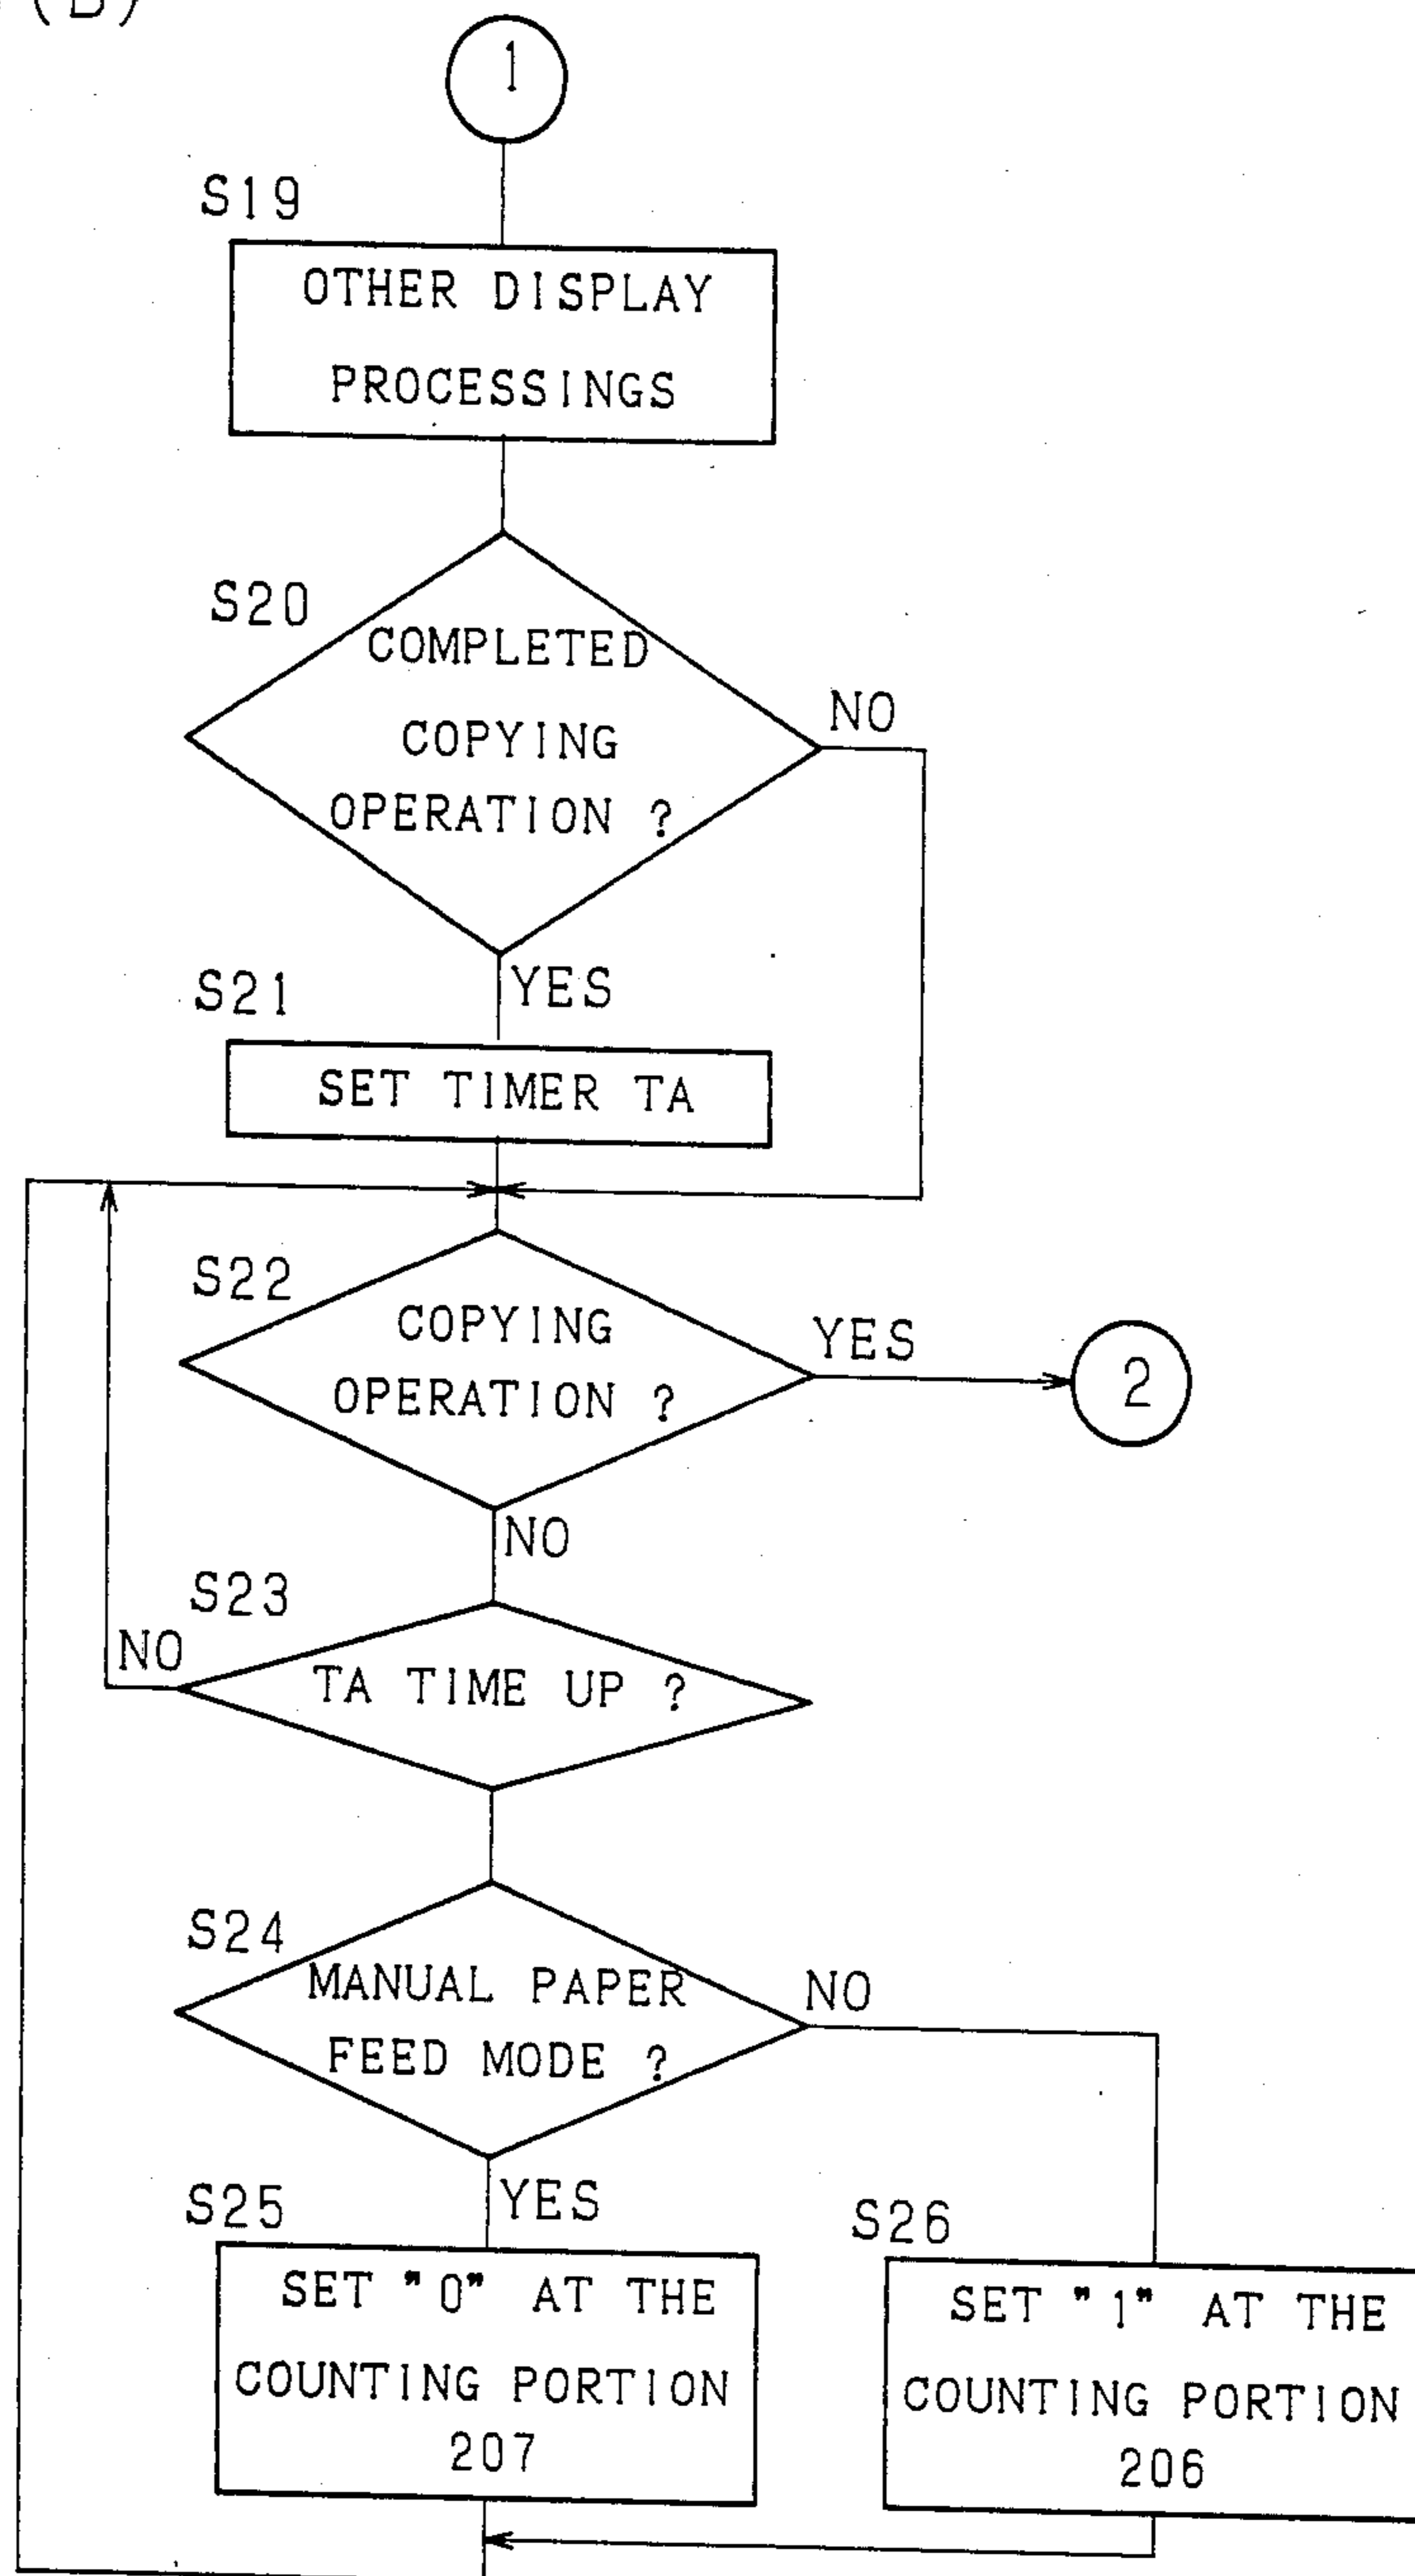 (B)
1
S19
OTHER DISPLAY
PROCESSINGS
S20
COMPLETED
COPYING
OPERATION ?
NO
YES
S21
SET TIMER TA
S22
COPYING
OPERATION ?
YES
2
NO
S23
NO
TA TIME UP ?
S24
MANUAL PAPER
FEED MODE ?
NO
YES
S25
SET "0" AT THE
COUNTING PORTION
207
S26
SET "1" AT THE
COUNTING PORTION
206